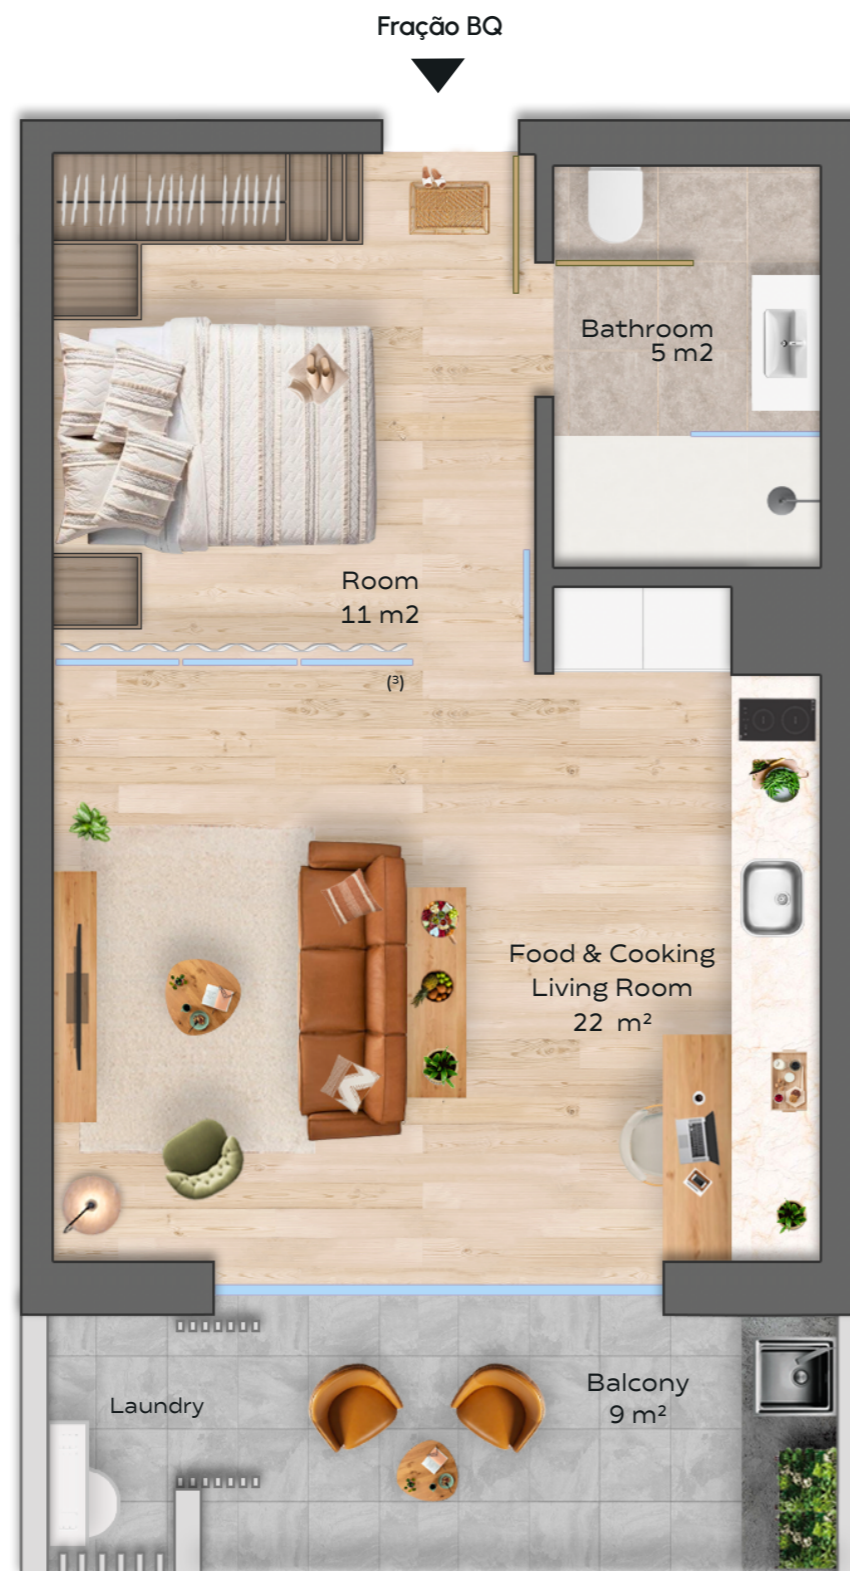 Fração BQ
Bathroom
5 m2
Room
11 m2
(³)
Food & Cooking
Living Room
22 m²
Balcony
9 m²
Laundry